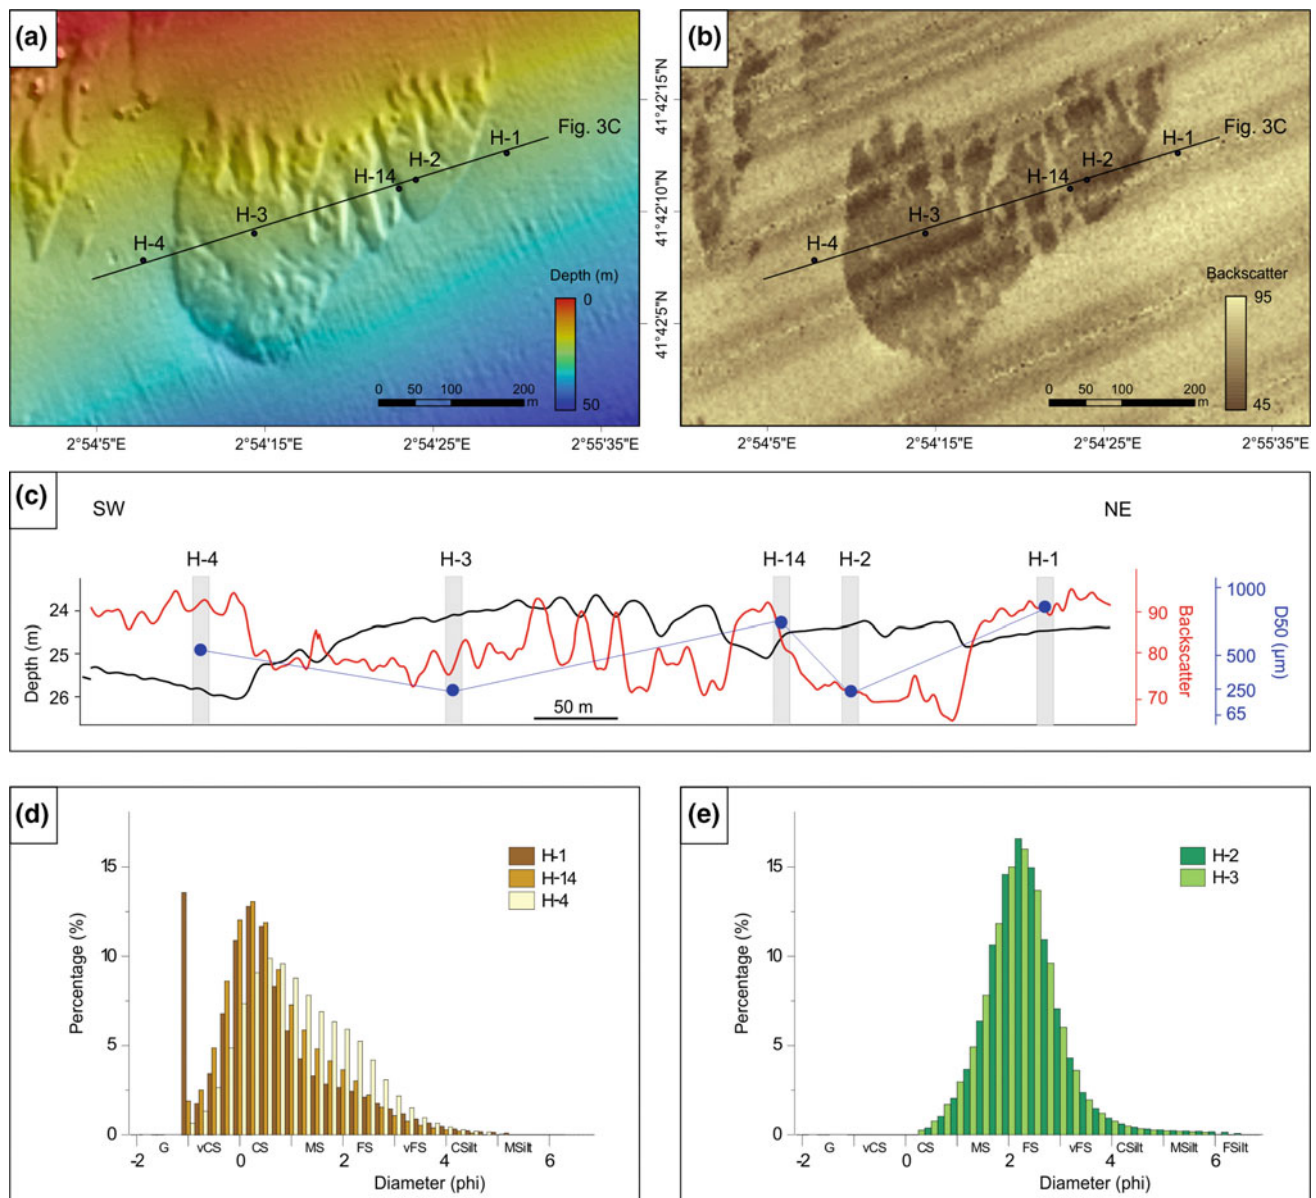 (a)
Fig. 3C
H-1
H-2
H-14
H-3
H-4
Depth (m)
0
50
0 50 100 200
m
41°42'15"N
41°42'10"N
41°42'5"N
2°54'5"E 2°54'15"E 2°54'25"E 2°55'35"E
(b)
Fig. 3C
H-1
H-2
H-14
H-3
H-4
Backscatter
95
45
0 50 100 200
m
2°54'5"E 2°54'15"E 2°54'25"E 2°55'35"E
(c)
SW NE
H-4 H-3 H-14 H-2 H-1
Depth (m)
24
25
26
50 m
90
80
70
Backscatter
1000
500
250
65
D50 (µm)
(d)
Percentage (%)
15
10
5
0
H-1
H-14
H-4
G vCS CS MS FS vFS CSilt MSilt
-2 0 2 4 6
Diameter (phi)
(e)
Percentage (%)
15
10
5
0
H-2
H-3
G vCS CS MS FS vFS CSilt MSilt FSilt
-2 0 2 4 6
Diameter (phi)